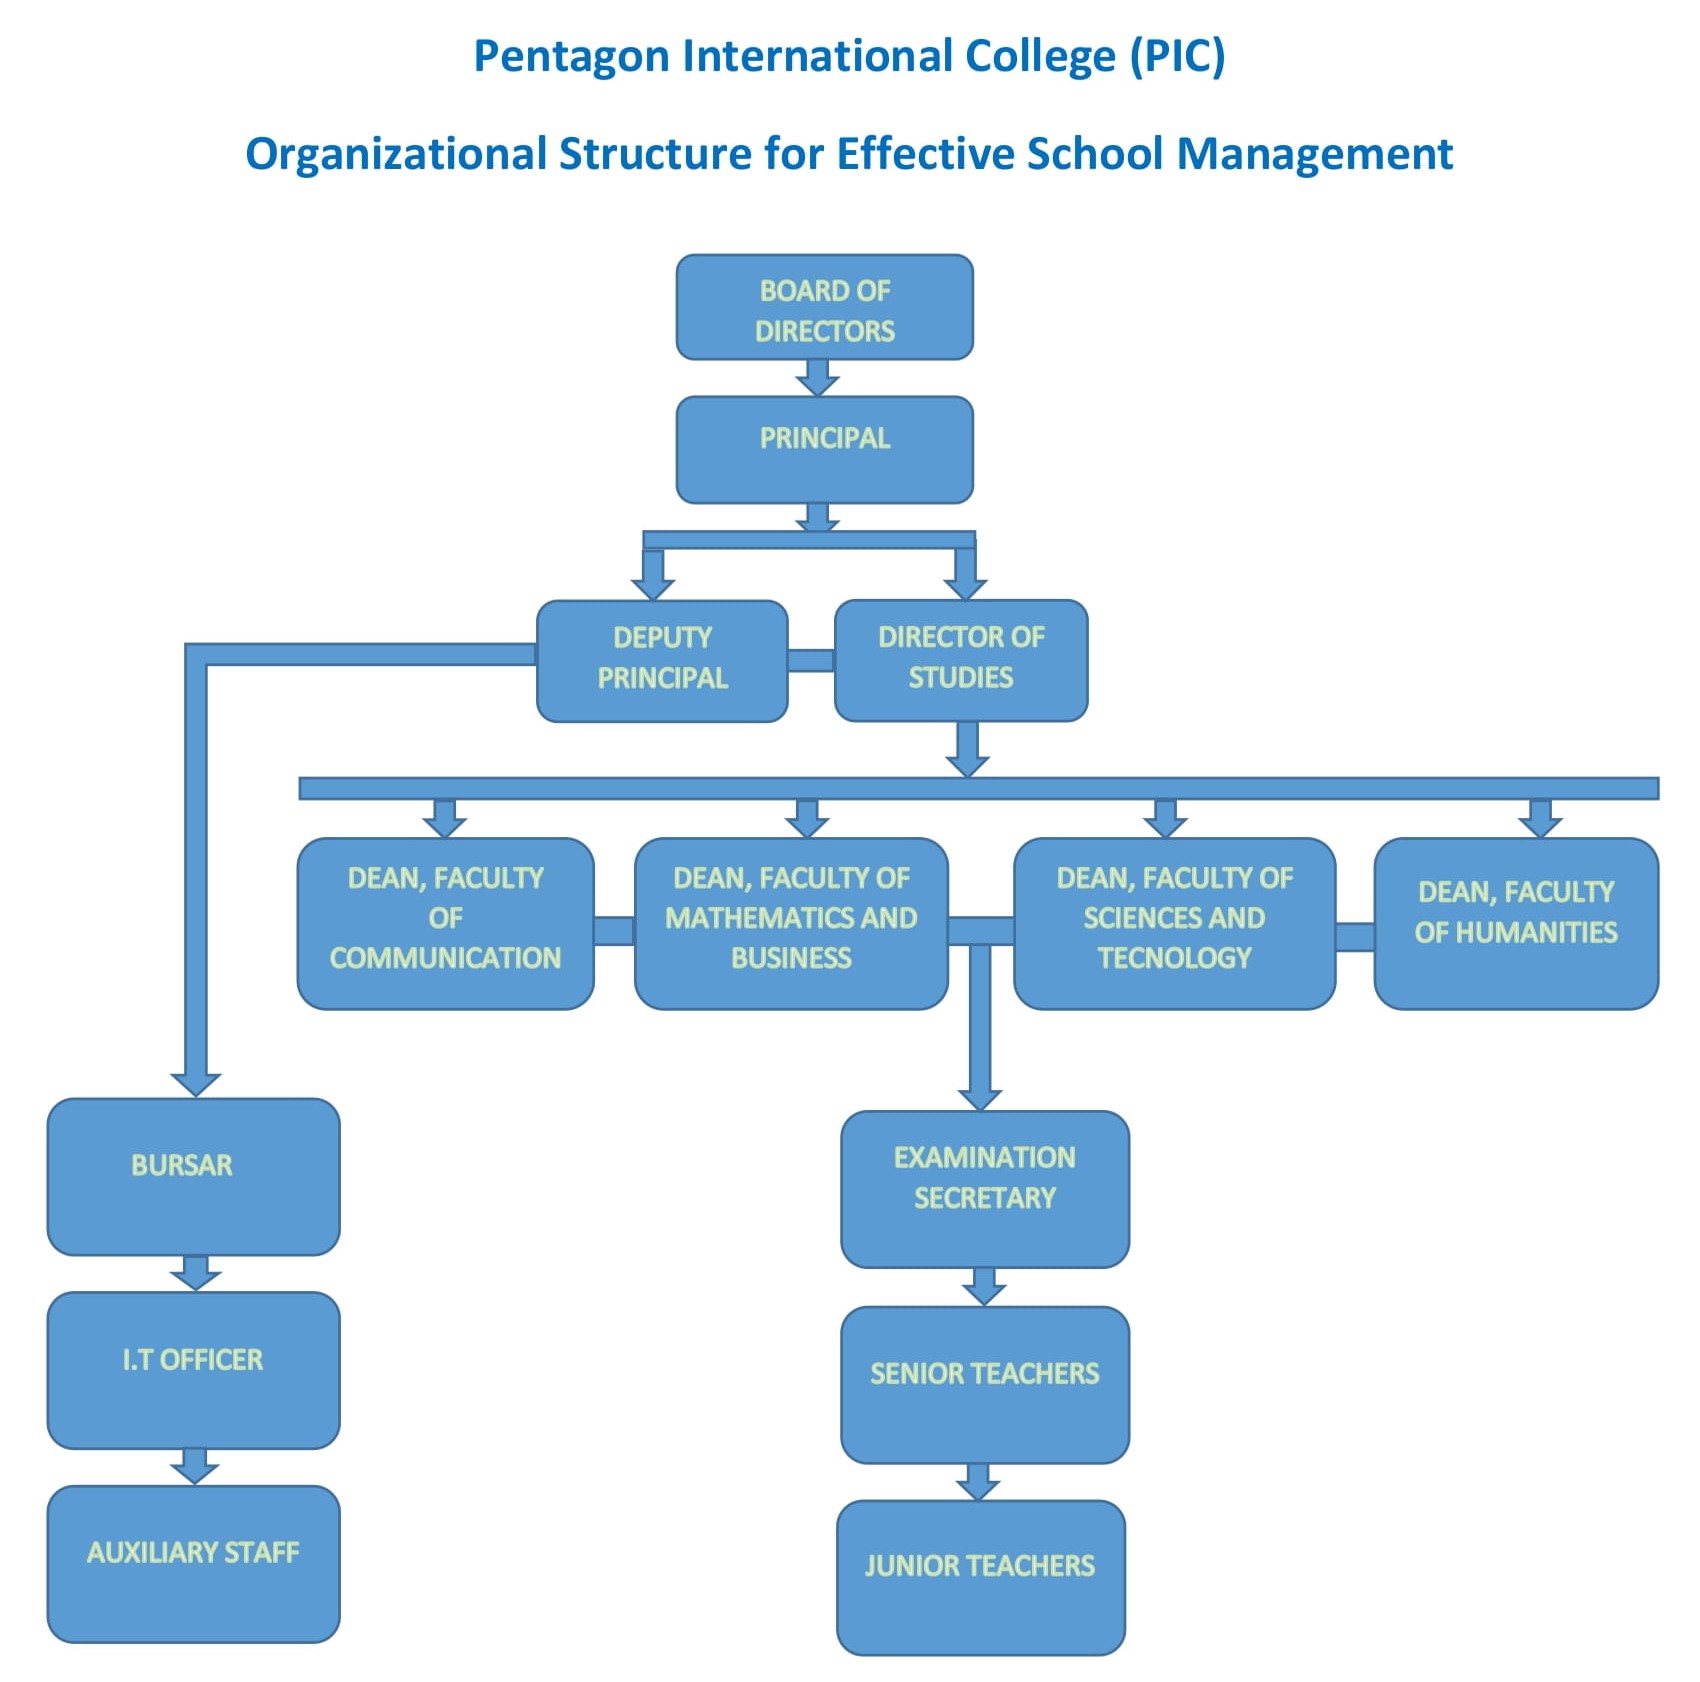 Pentagon International College (PIC)
Organizational Structure for Effective School Management
BOARD OF
DIRECTORS
PRINCIPAL
DEPUTY
PRINCIPAL
DIRECTOR OF
STUDIES
DEAN, FACULTY
OF
COMMUNICATION
DEAN, FACULTY OF
MATHEMATICS AND
BUSINESS
DEAN, FACULTY OF
SCIENCES AND
TECNOLOGY
DEAN, FACULTY
OF HUMANITIES
BURSAR
EXAMINATION
SECRETARY
I.T OFFICER
SENIOR TEACHERS
AUXILIARY STAFF
JUNIOR TEACHERS